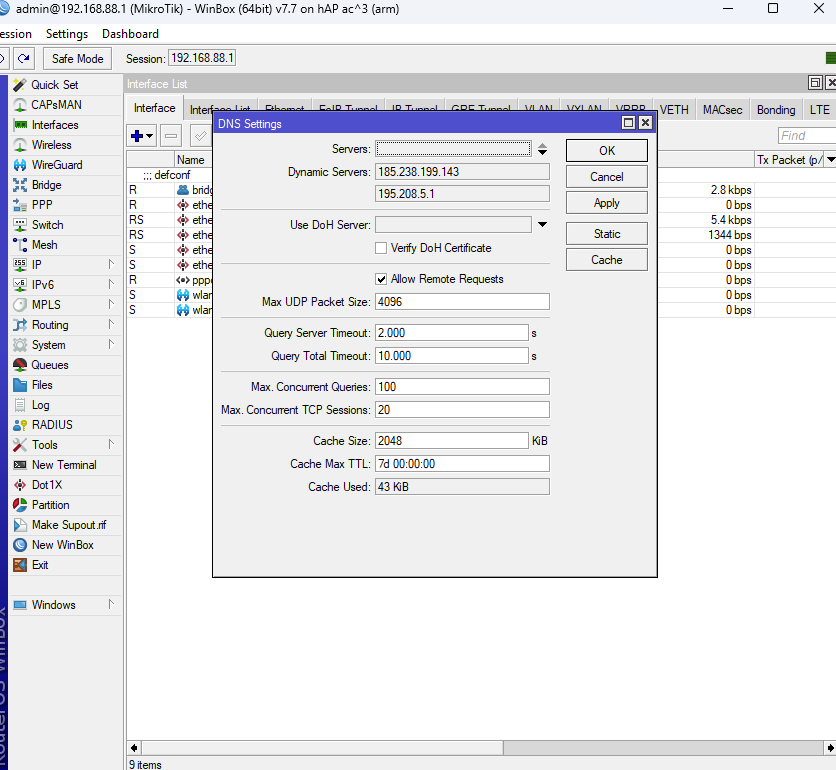 admin@192.168.88.1 (MikroTik) - WinBox (64bit) v7.7 on hAP ac^3 (arm)
ession Settings Dashboard
Safe Mode Session: 192.168.88.1
Quick Set
CAPsMAN
Interfaces
Wireless
WireGuard
Bridge
PPP
Switch
Mesh
IP
IPv6
MPLS
Routing
System
Queues
Files
Log
RADIUS
Tools
New Terminal
Dot1X
Partition
Make Supout.rif
New WinBox
Exit
Windows
RouterOS WinBox
Interface List
Interface Interface List Ethernet EoIP Tunnel IP Tunnel GRE Tunnel VLAN VXLAN VRRP VETH MACsec Bonding LTE
Find
Name Tx Packet (p/
;;; defconf
R bridg 2.8 kbps
R ethe 0 bps
RS ethe 5.4 kbps
RS ethe 1344 bps
S ethe 0 bps
S ethe 0 bps
R pppo 0 bps
S wlar 0 bps
S wlar 0 bps
9 items
DNS Settings
Servers:
Dynamic Servers: 185.238.199.143
195.208.5.1
Use DoH Server:
Verify DoH Certificate
Allow Remote Requests
Max UDP Packet Size: 4096
Query Server Timeout: 2.000 s
Query Total Timeout: 10.000 s
Max. Concurrent Queries: 100
Max. Concurrent TCP Sessions: 20
Cache Size: 2048 KiB
Cache Max TTL: 7d 00:00:00
Cache Used: 43 KiB
OK
Cancel
Apply
Static
Cache